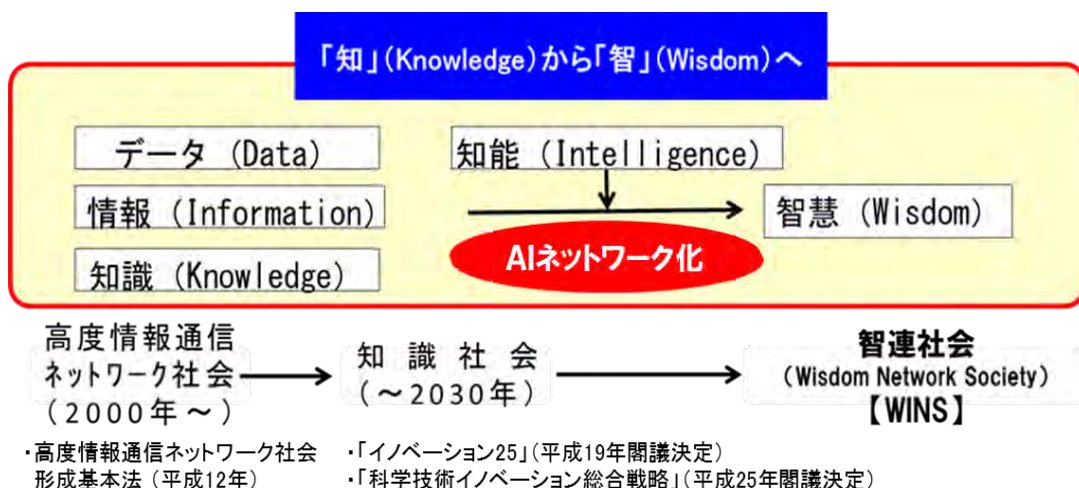 「知」(Knowledge)から「智」(Wisdom)へ
データ (Data)
知能 (Intelligence)
情報 (Information)
智慧 (Wisdom)
AIネットワーク化
知識 (Knowledge)
高度情報通信
ネットワーク社会
(2000年~)
知識社会
(~2030年)
智連社会
(Wisdom Network Society)
【WINS】
・高度情報通信ネットワーク社会
形成基本法(平成12年)
・「イノベーション25」(平成19年閣議決定)
・「科学技術イノベーション総合戦略」(平成25年閣議決定)